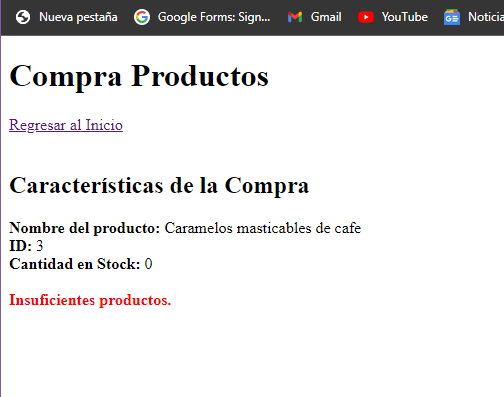 Nueva pestaña Google Forms: Sign... Gmail YouTube Noticia
Compra Productos
Regresar al Inicio
Características de la Compra
Nombre del producto: Caramelos masticables de cafe
ID: 3
Cantidad en Stock: 0
Insuficientes productos.